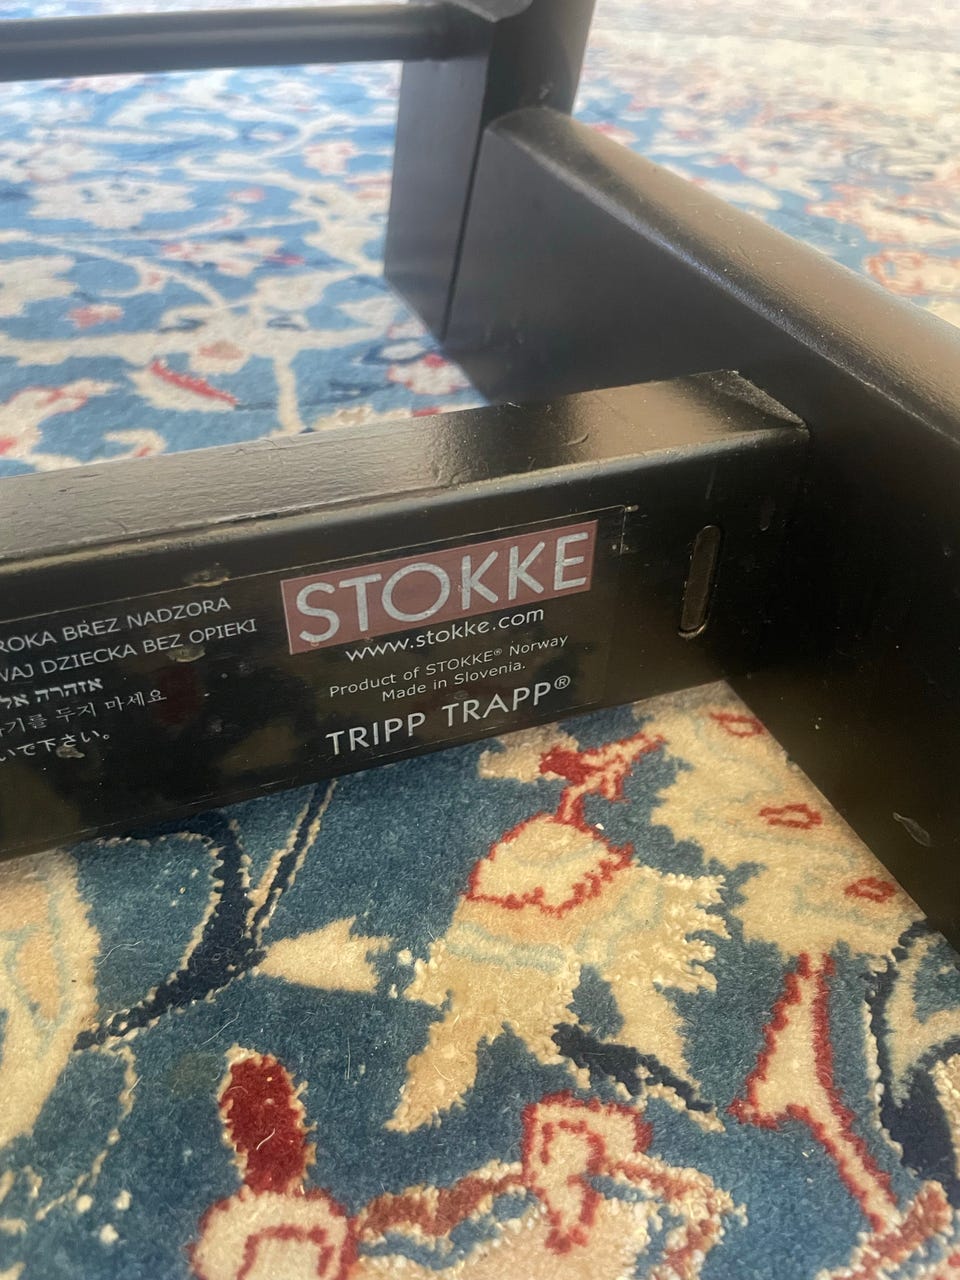 ROKA BREZ NADZORA
WAJ DZIECKA BEZ OPIEKI
אזהרה אל
기를 두지 마세요
いで下さい。
STOKKE
www.stokke.com
Product of STOKKE® Norway
Made in Slovenia.
TRIPP TRAPP®